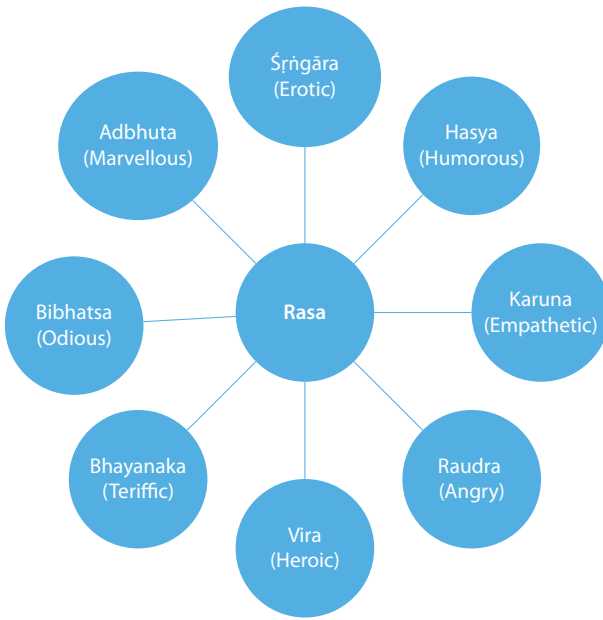 Śṛṅgāra
(Erotic)
Hasya
(Humorous)
Karuna
(Empathetic)
Raudra
(Angry)
Vira
(Heroic)
Bhayanaka
(Teriffic)
Bibhatsa
(Odious)
Adbhuta
(Marvellous)
Rasa